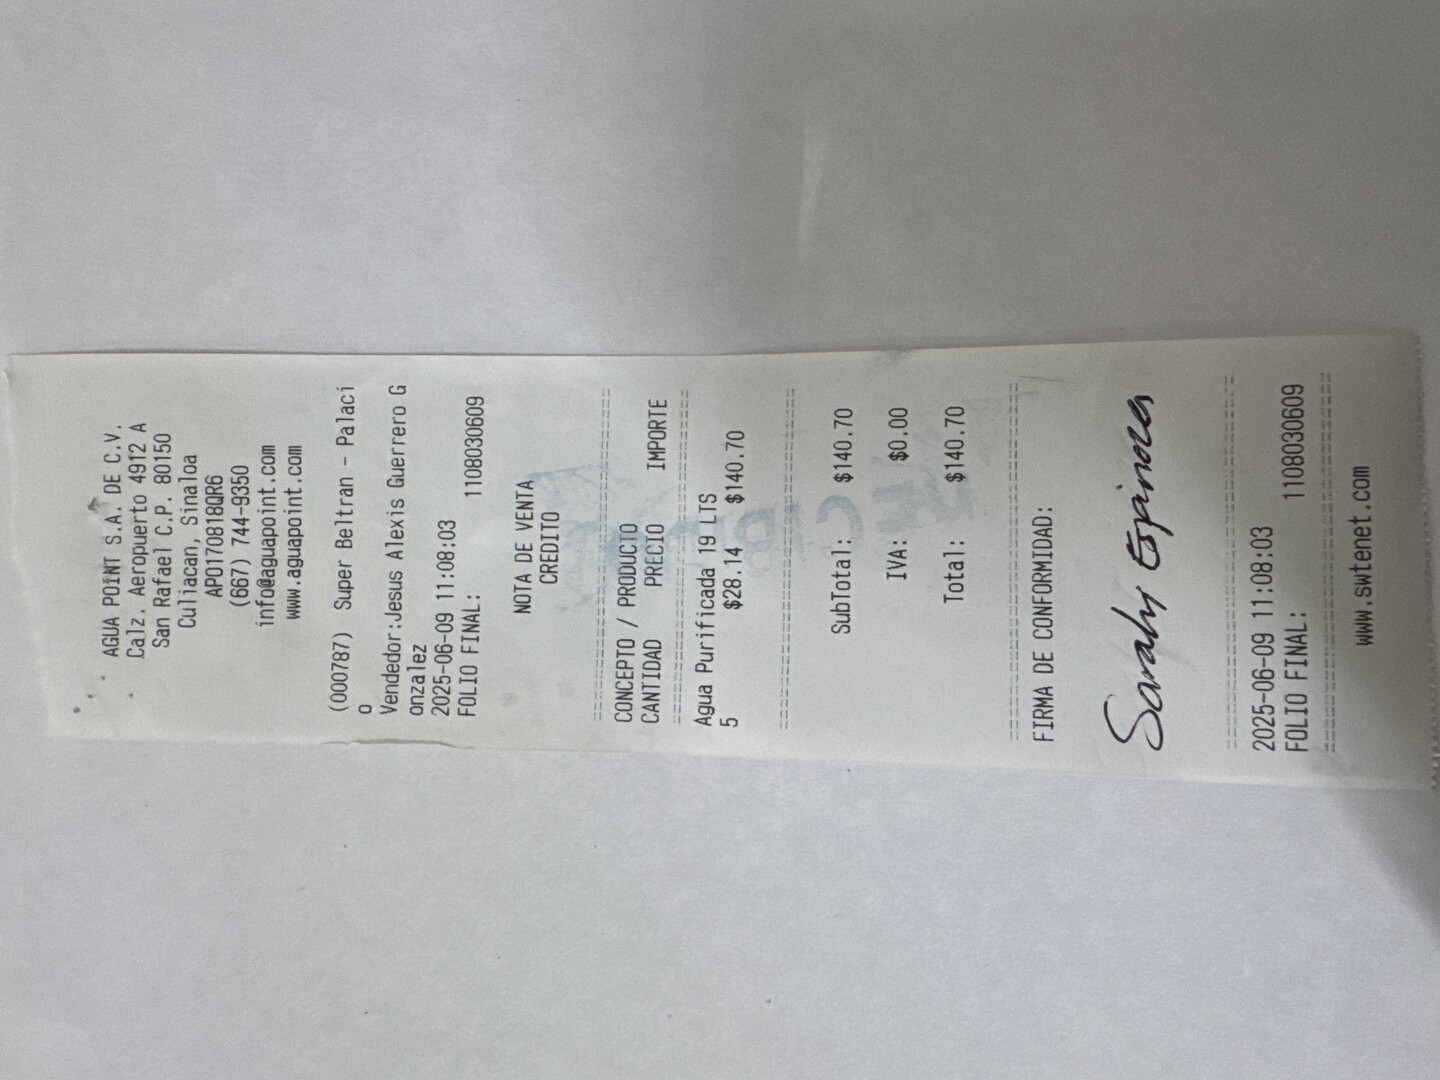 AGUA POINT S.A. DE C.V.
Calz. Aeropuerto 4912 A
San Rafael C.P. 80150
Culiacan, Sinaloa
APO170818QR6
(667) 744-9350
info@aguapoint.com
www.aguapoint.com
(000787) Super Beltran - Palaci
o
Vendedor:Jesus Alexis Guerrero G
onzalez
2025-06-09 11:08:03
FOLIO FINAL: 1108030609
NOTA DE VENTA
CREDITO
================================
CONCEPTO / PRODUCTO
CANTIDAD PRECIO IMPORTE
================================
Agua Purificada 19 LTS
5 $28.14 $140.70
================================
SubTotal: $140.70
IVA: $0.00
Total: $140.70
================================
FIRMA DE CONFORMIDAD:
Sarahy Espinoza
================================
2025-06-09 11:08:03
FOLIO FINAL: 1108030609
================================
www.swtenet.com